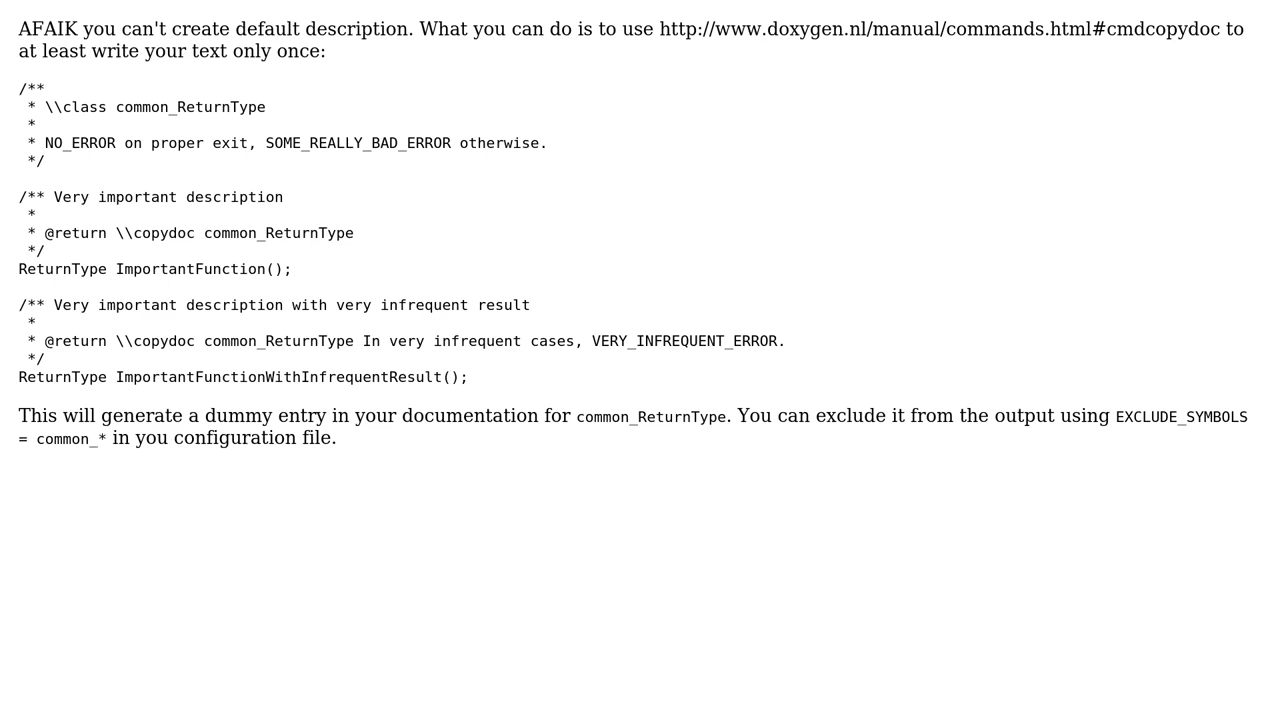 AFAIK you can't create default description. What you can do is to use http://www.doxygen.nl/manual/commands.html#cmdcopydoc to
at least write your text only once:
/**
 * \\class common_ReturnType
 *
 * NO_ERROR on proper exit, SOME_REALLY_BAD_ERROR otherwise.
 */
/** Very important description
 *
 * @return \\copydoc common_ReturnType
 */
ReturnType ImportantFunction();
/** Very important description with very infrequent result
 *
 * @return \\copydoc common_ReturnType In very infrequent cases, VERY_INFREQUENT_ERROR.
 */
ReturnType ImportantFunctionWithInfrequentResult();
This will generate a dummy entry in your documentation for common_ReturnType. You can exclude it from the output using EXCLUDE_SYMBOLS
= common_* in you configuration file.